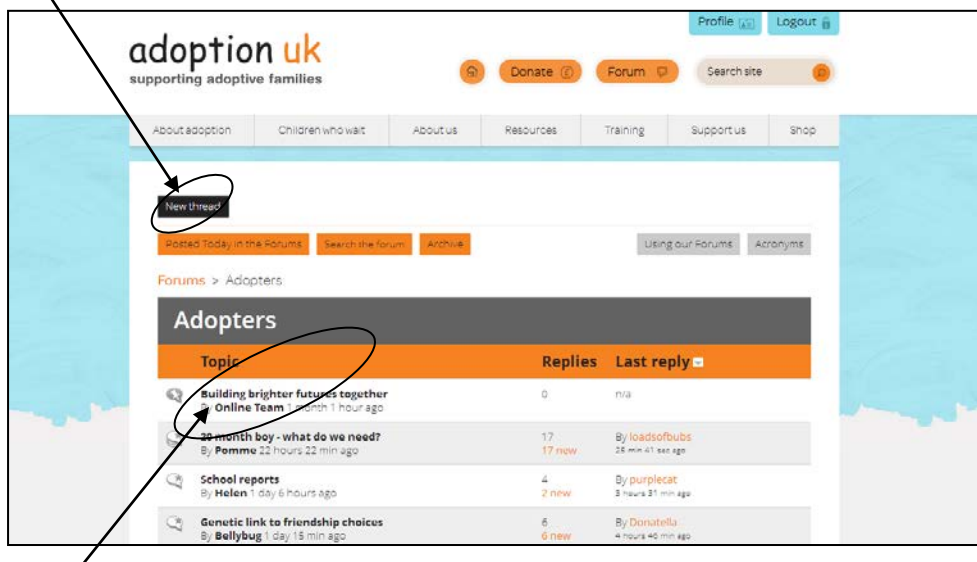 Profile Logout
adoption uk
supporting adoptive families
Donate Forum Search site
About adoption Children who wait About us Resources Training Support us Shop
New thread
Posted Today in the Forums Search the forum Archive Using our Forums Acronyms
Forums > Adopters
Adopters
Topic Replies Last reply
Building brighter futures together 0 n/a
By Online Team 1 month 1 hour ago
20 month boy - what do we need? 17 By loadsofbubs
By Pomme 22 hours 22 min ago 17 new 25 min 41 sec ago
School reports 4 By purplecat
By Helen 1 day 6 hours ago 2 new 3 hours 31 min ago
Genetic link to friendship choices 6 By Donatella
By Bellybug 1 day 15 min ago 6 new 4 hours 46 min ago